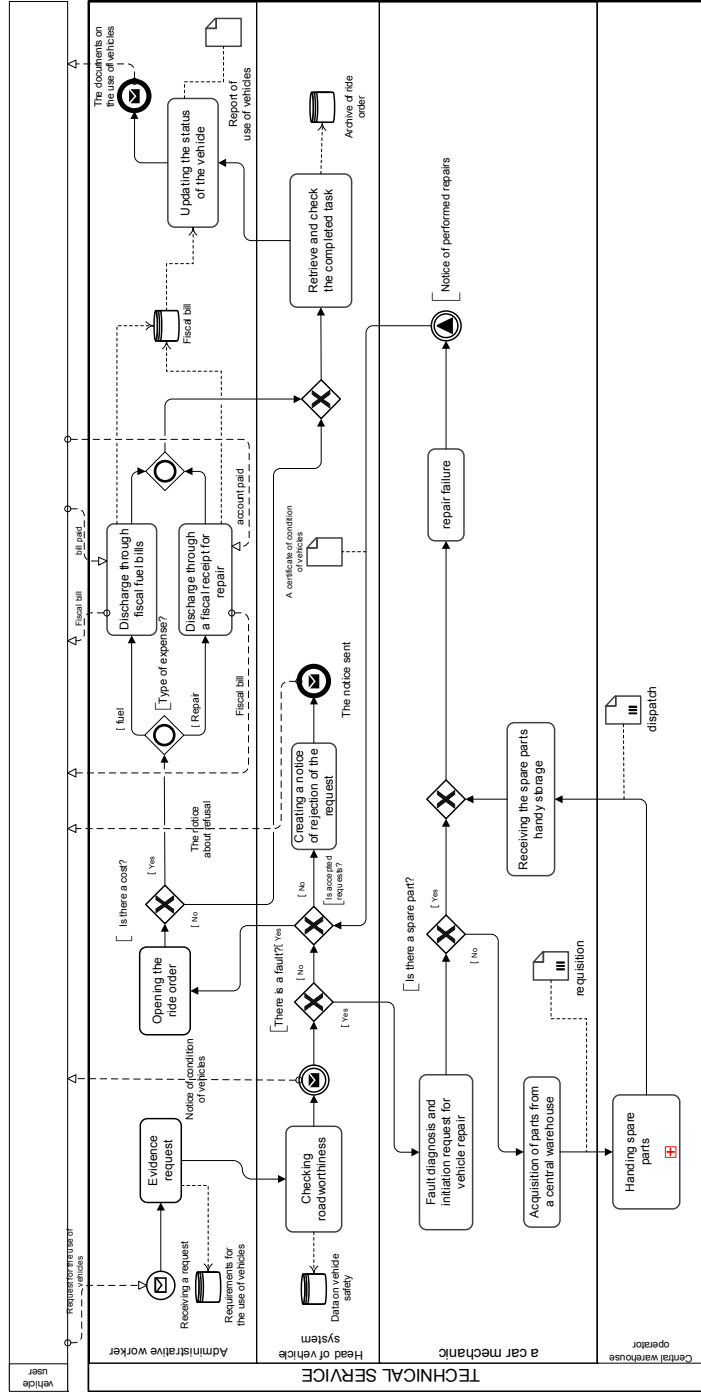 vehicle
user
TECHNICAL SERVICE
Administrative worker
Head of vehicle
system
a car mechanic
Central warehouse
operator
Request for the use of
vehicles
Receiving a request
Evidence
request
Requirements for
the use of vehicles
Notice of condition
of vehicles
Opening the
ride order
Is there a cost?
Yes
No
The notice
about refusal
Type of expense?
fuel
Repair
Discharge through
fiscal fuel bills
Discharge through
a fiscal receipt for
repair
Fiscal bill
bill paid
Fiscal bill
account paid
Fiscal bill
Updating the status
of the vehicle
The documents on
the use of vehicles
Report of
use of vehicles
Data on vehicle
safety
Checking
roadworthiness
There is a fault?
No
Yes
Yes
No
Is accepted
requests?
Creating a notice
of rejection of the
request
The notice sent
A certificate of condition
of vehicles
Retrieve and check
the completed task
Archive of ride
order
Fault diagnosis and
initiation request for
vehicle repair
Is there a spare part?
Yes
No
Acquisition of parts from
a central warehouse
requisition
Receiving the spare parts
handy storage
repair failure
Notice of performed repairs
Handing spare
parts
dispatch